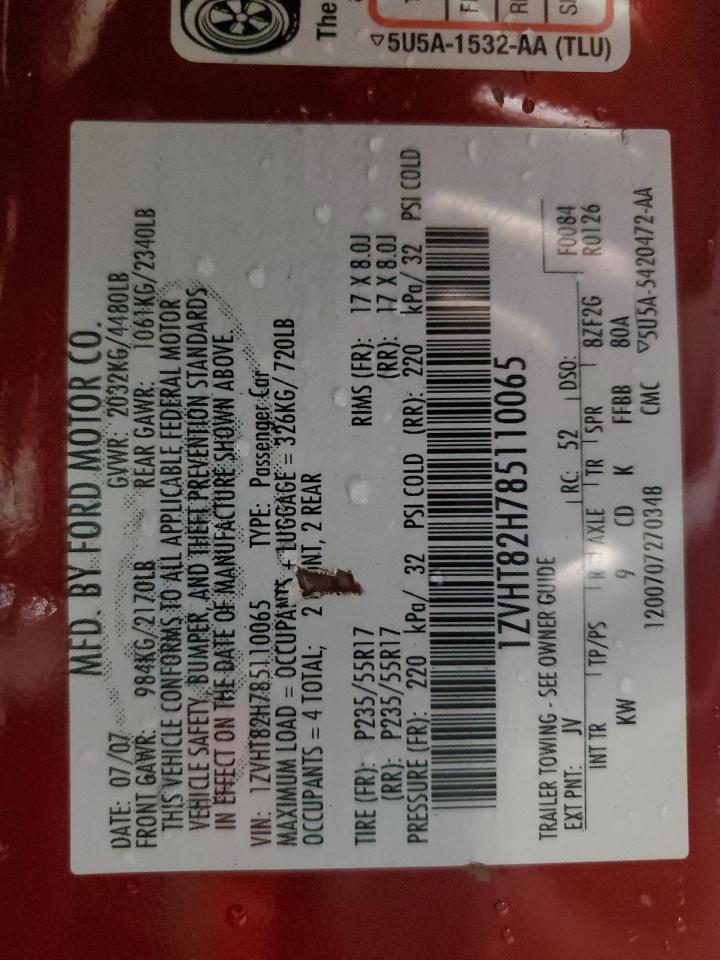 The
5U5A-1532-AA (TLU)
MFD. BY FORD MOTOR CO.
DATE: 07/07 GVWR: 2032KG/4480LB
FRONT GAWR: 984KG/2170LB REAR GAWR: 1061KG/2340LB
THIS VEHICLE CONFORMS TO ALL APPLICABLE FEDERAL MOTOR
VEHICLE SAFETY, BUMPER, AND THEFT PREVENTION STANDARDS
IN EFFECT ON THE DATE OF MANUFACTURE SHOWN ABOVE.
VIN: 1ZVHT82H785110065 TYPE: Passenger Car
MAXIMUM LOAD = OCCUPANTS + LUGGAGE = 326KG/ 720LB
OCCUPANTS = 4 TOTAL; 2 NT, 2 REAR
TIRE (FR): P235/55R17 RIMS (FR): 17 X 8.0J
(RR): P235/55R17 (RR): 17 X 8.0J
PRESSURE (FR): 220 kPa/ 32 PSI COLD (RR): 220 kPa/ 32 PSI COLD
1ZVHT82H785110065
TRAILER TOWING - SEE OWNER GUIDE
EXT PNT: JV RC: 52 DSO: F0084
INT TR TP/PS R AXLE TR SPR 8ZF2G R0126
KW 9 CD K FFBB 80A
1200707270348 CMC 5U5A-5420472-AA